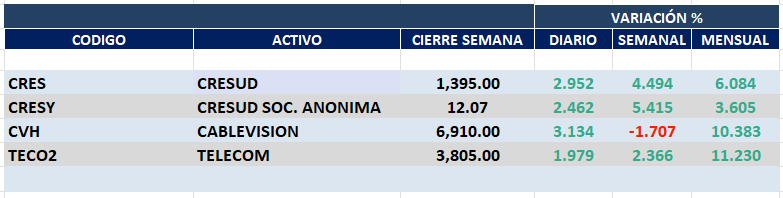 VARIACIÓN %
CODIGO ACTIVO CIERRE SEMANA DIARIO SEMANAL MENSUAL
CRES CRESUD 1,395.00 2.952 4.494 6.084
CRESY CRESUD SOC. ANONIMA 12.07 2.462 5.415 3.605
CVH CABLEVISION 6,910.00 3.134 -1.707 10.383
TECO2 TELECOM 3,805.00 1.979 2.366 11.230